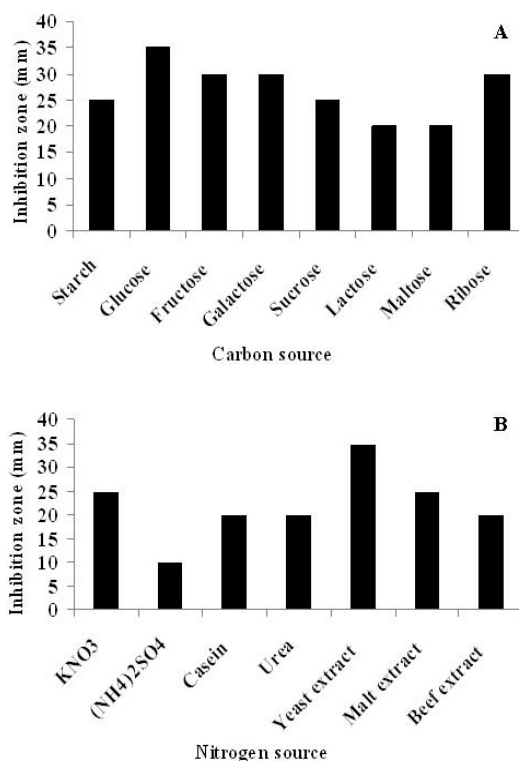 A
Inhibition zone (mm)
40
35
30
25
20
15
10
5
0
Starch
Glucose
Fructose
Galactose
Sucrose
Lactose
Maltose
Ribose
Carbon source
B
Inhibition zone (mm)
40
35
30
25
20
15
10
5
0
KNO3
(NH4)2SO4
Casein
Urea
Yeast extract
Malt extract
Beef extract
Nitrogen source